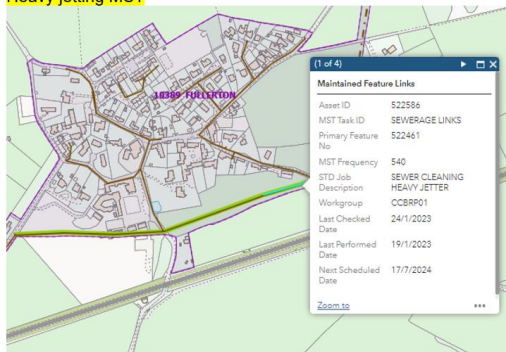 Heavy jetting MST
10389 FULLERTON
(1 of 4)
Maintained Feature Links
Asset ID 522586
MST Task ID SEWERAGE LINKS
Primary Feature No 522461
MST Frequency 540
STD Job Description SEWER CLEANING HEAVY JETTER
Workgroup CCBRP01
Last Checked Date 24/1/2023
Last Performed Date 19/1/2023
Next Scheduled Date 17/7/2024
Zoom to